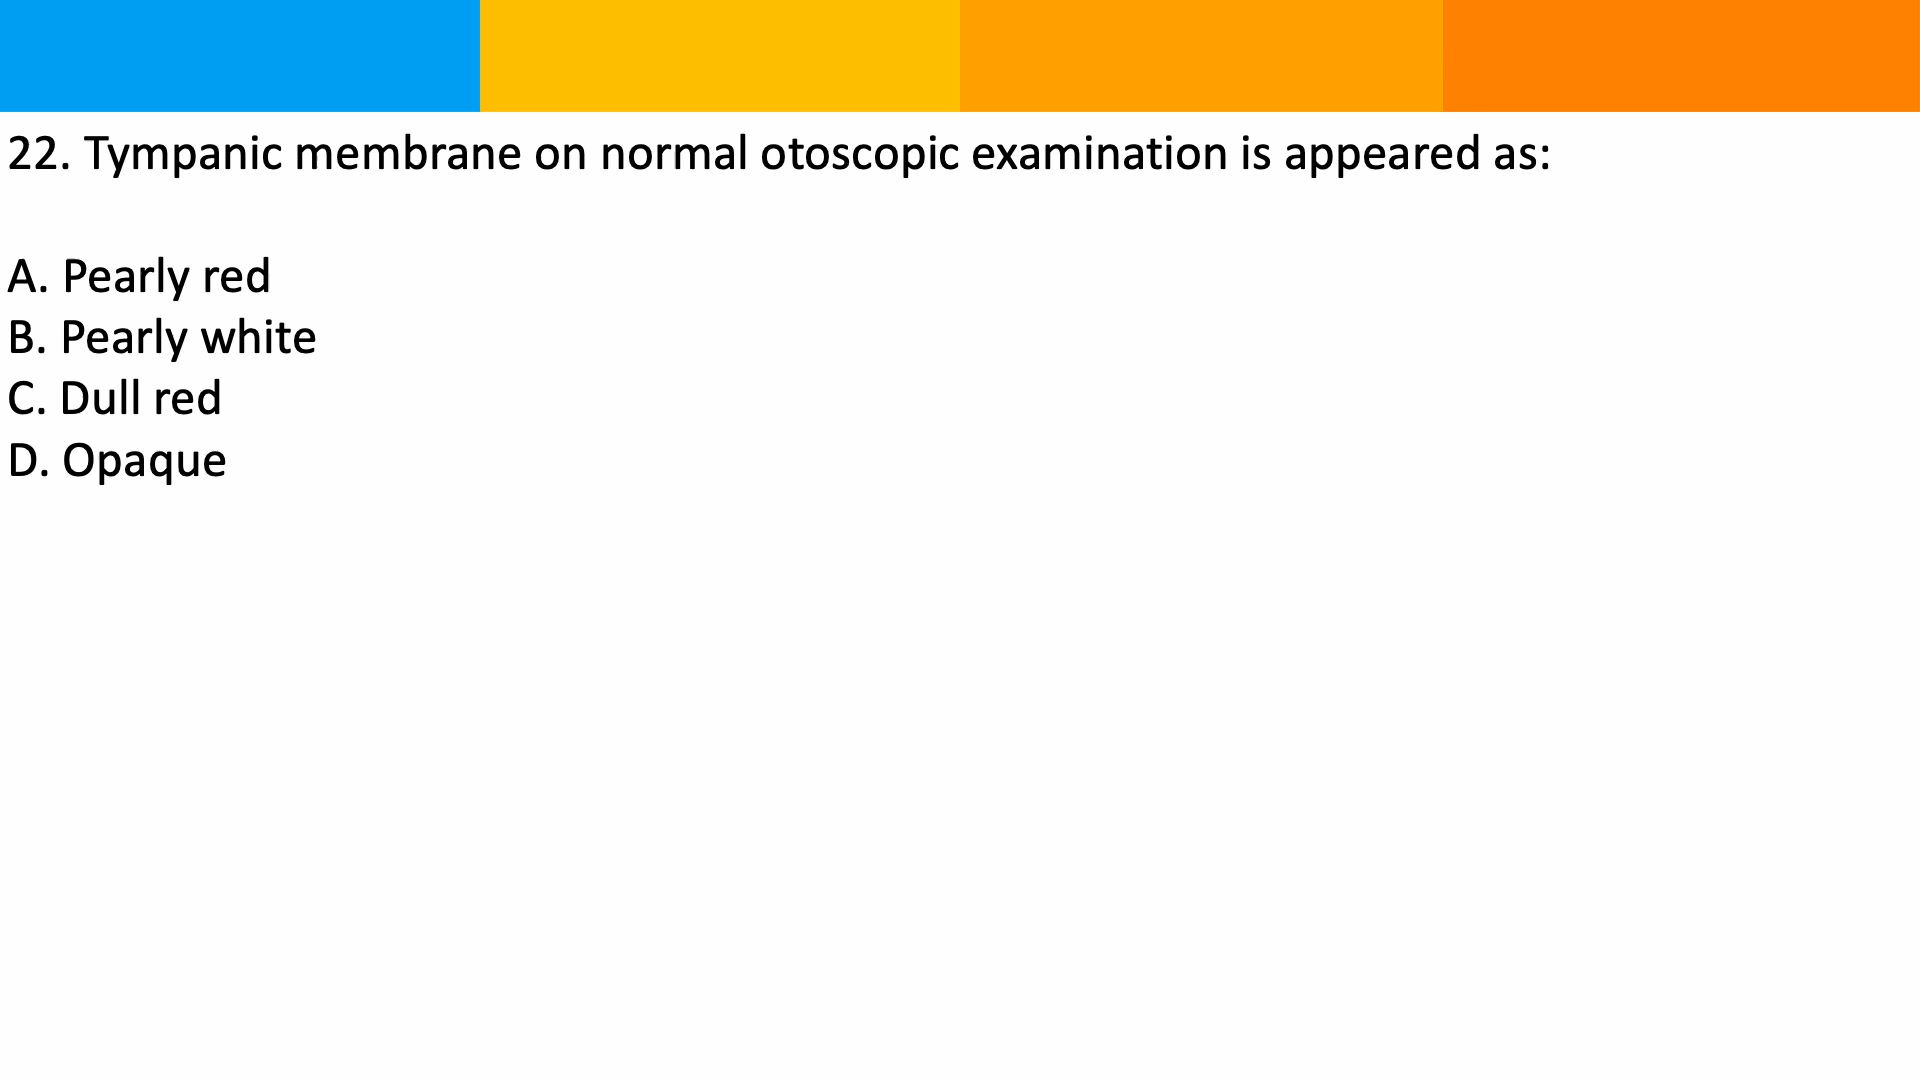 22. Tympanic membrane on normal otoscopic examination is appeared as:
A. Pearly red
B. Pearly white
C. Dull red
D. Opaque